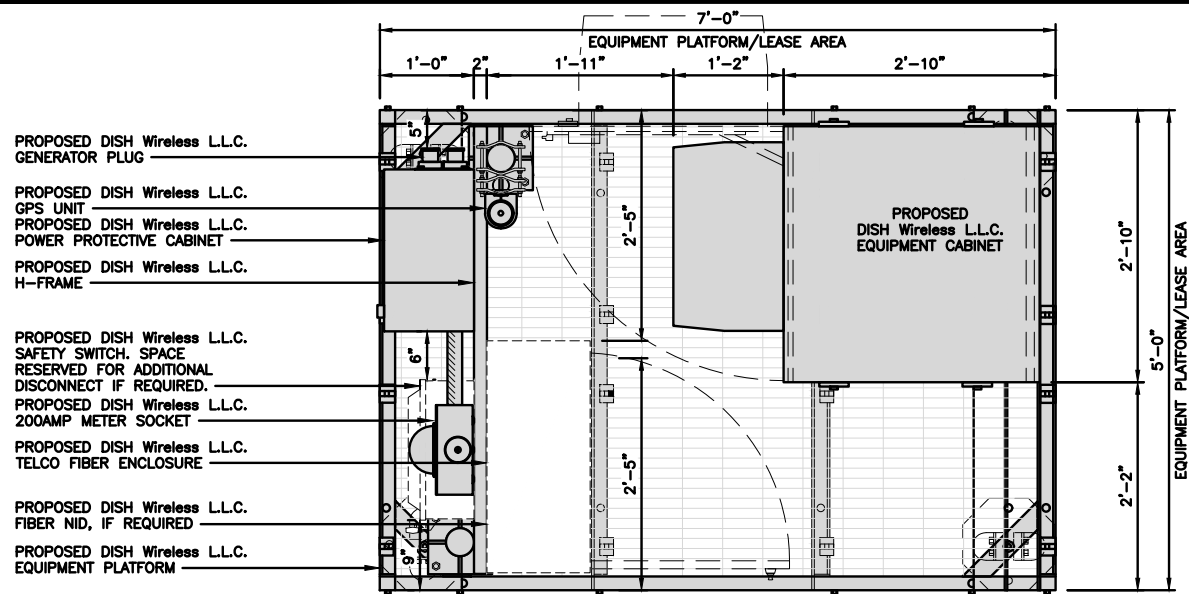 7'-0"
EQUIPMENT PLATFORM/LEASE AREA
1'-0"
2"
1'-11"
1'-2"
2'-10"
5"
PROPOSED DISH Wireless L.L.C.
GENERATOR PLUG
PROPOSED DISH Wireless L.L.C.
GPS UNIT
PROPOSED DISH Wireless L.L.C.
POWER PROTECTIVE CABINET
PROPOSED DISH Wireless L.L.C.
H-FRAME
PROPOSED DISH Wireless L.L.C.
SAFETY SWITCH. SPACE
RESERVED FOR ADDITIONAL
DISCONNECT IF REQUIRED.
PROPOSED DISH Wireless L.L.C.
200AMP METER SOCKET
PROPOSED DISH Wireless L.L.C.
TELCO FIBER ENCLOSURE
PROPOSED DISH Wireless L.L.C.
FIBER NID, IF REQUIRED
PROPOSED DISH Wireless L.L.C.
EQUIPMENT PLATFORM
6"
9"
2'-5"
2'-5"
PROPOSED
DISH Wireless L.L.C.
EQUIPMENT CABINET
2'-10"
2'-2"
5'-0"
EQUIPMENT PLATFORM/LEASE AREA